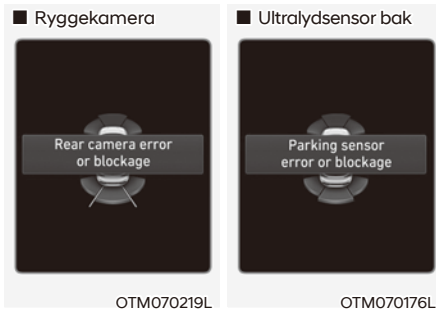 ■ Ryggekamera
Rear camera error
or blockage
OTM070219L
■ Ultralydsensor bak
Parking sensor
error or blockage
OTM070176L